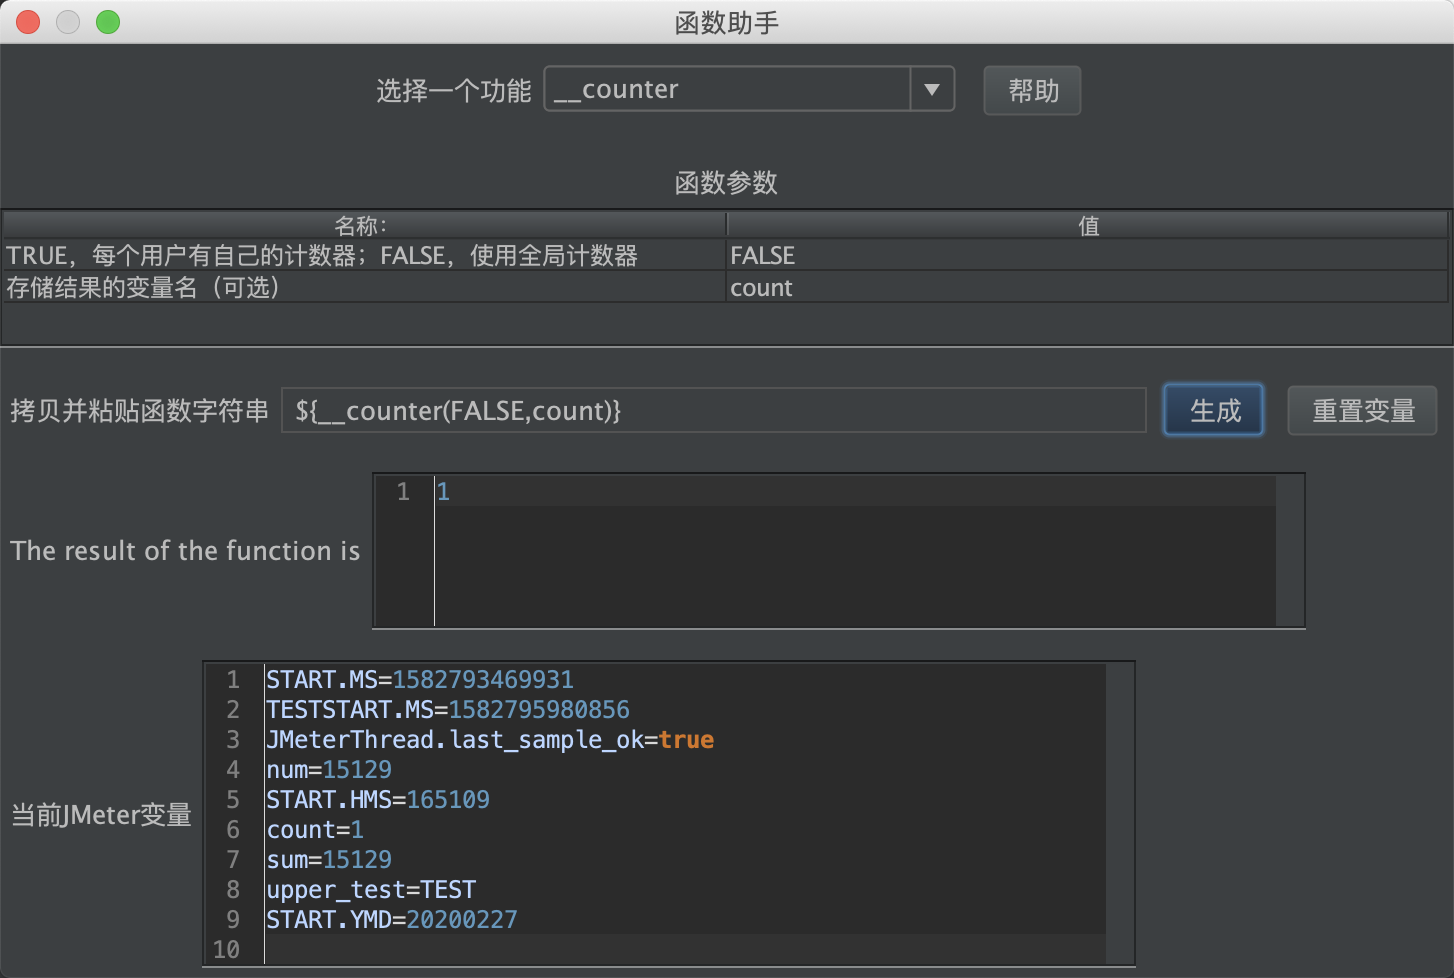 函数助手
选择一个功能 __counter 帮助
函数参数
名称: 值
TRUE，每个用户有自己的计数器；FALSE，使用全局计数器 FALSE
存储结果的变量名（可选） count
拷贝并粘贴函数字符串 ${__counter(FALSE,count)} 生成 重置变量
1 1
The result of the function is
1 START.MS=1582793469931
2 TESTSTART.MS=1582795980856
3 JMeterThread.last_sample_ok=true
4 num=15129
5 START.HMS=165109
当前JMeter变量
6 count=1
7 sum=15129
8 upper_test=TEST
9 START.YMD=20200227
10